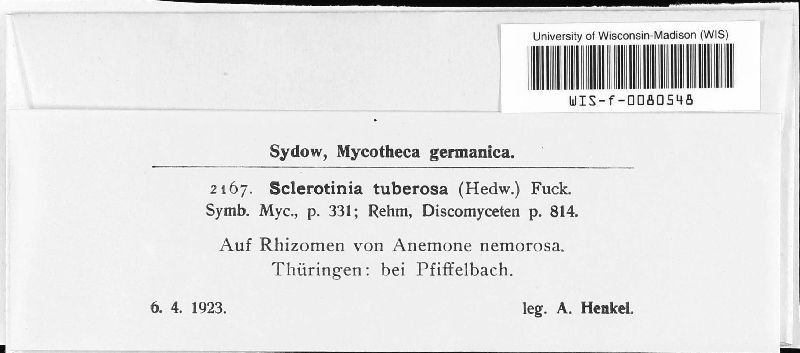 University of Wisconsin-Madison (WIS)
WIS-f-0080548
Sydow, Mycotheca germanica.
2167. Sclerotinia tuberosa (Hedw.) Fuck.
Symb. Myc., p. 331; Rehm, Discomyceten p. 814.
Auf Rhizomen von Anemone nemorosa.
Thüringen: bei Pfiffelbach.
6. 4. 1923. leg. A. Henkel.